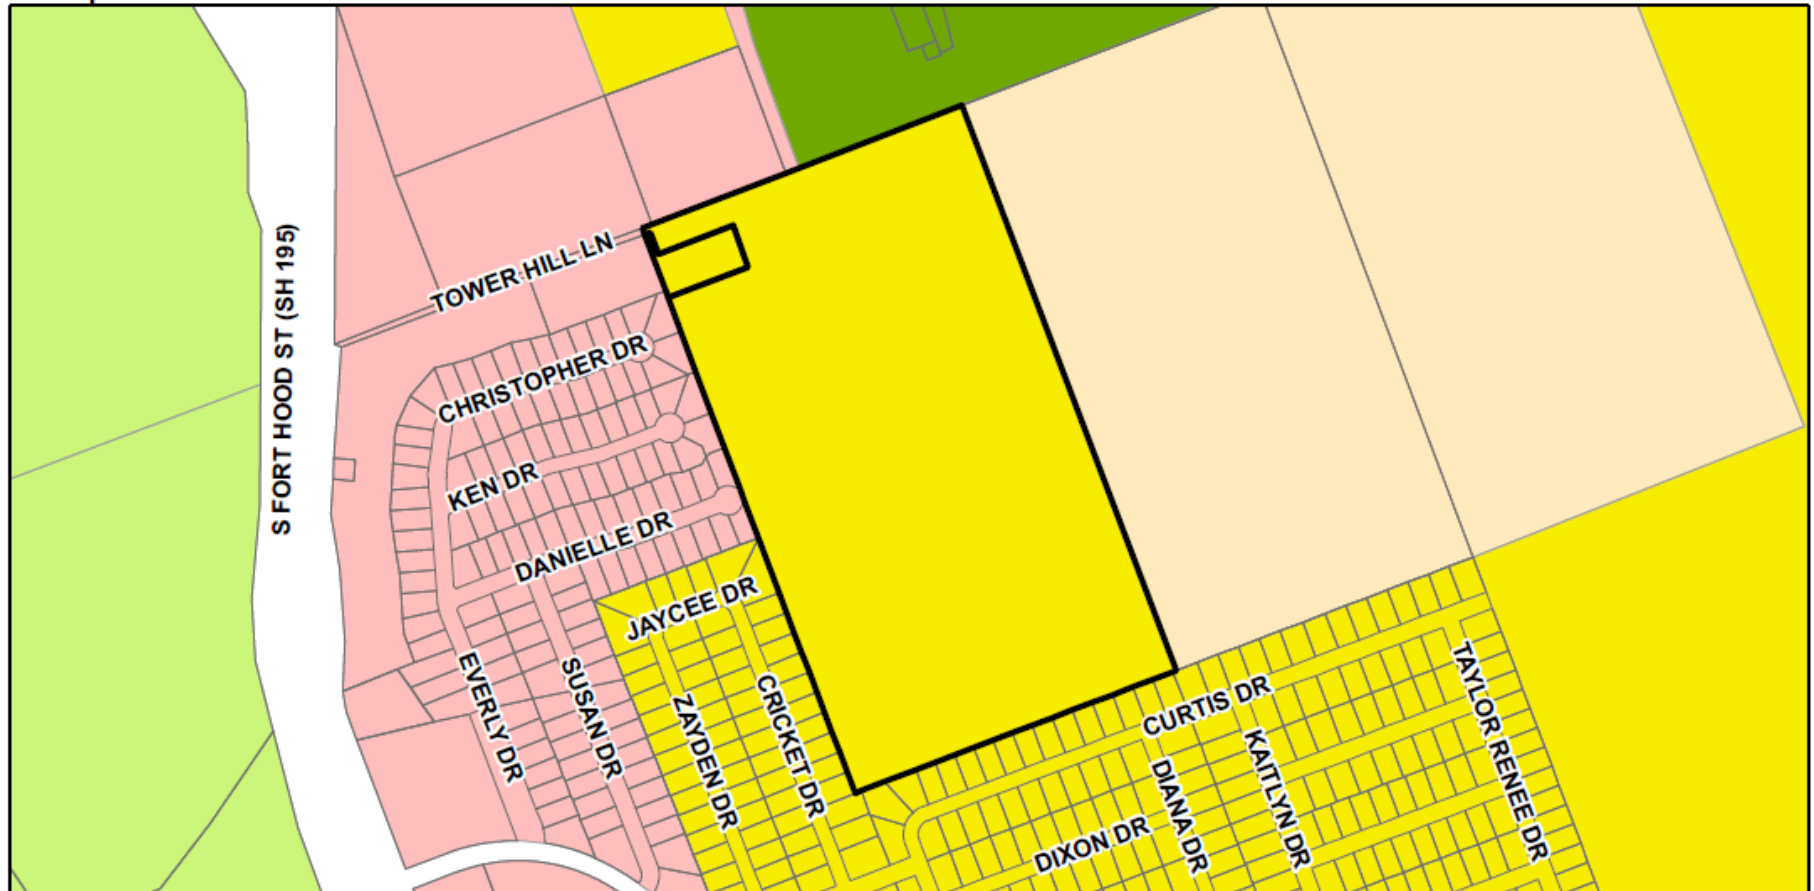 S FORT HOOD ST (SH 195)
TOWER HILL LN
CHRISTOPHER DR
KEN DR
DANIELLE DR
JAYCEE DR
EVERLY DR
SUSAN DR
ZAYDEN DR
CRICKET DR
CURTIS DR
DIXON DR
DIANA DR
KAITLYN DR
TAYLOR RENEE DR